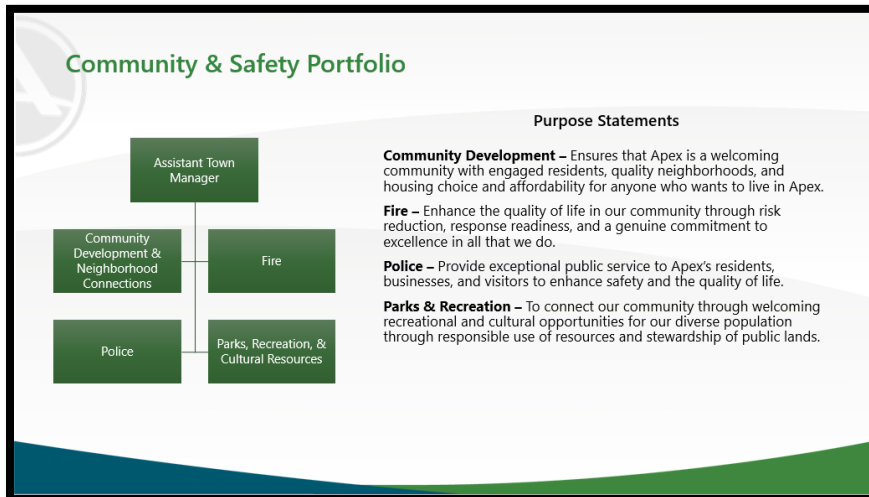 Community & Safety Portfolio
Assistant Town
Manager
Community
Development &
Neighborhood
Connections
Fire
Police
Parks, Recreation, &
Cultural Resources
Purpose Statements
Community Development – Ensures that Apex is a welcoming
community with engaged residents, quality neighborhoods, and
housing choice and affordability for anyone who wants to live in Apex.
Fire – Enhance the quality of life in our community through risk
reduction, response readiness, and a genuine commitment to
excellence in all that we do.
Police – Provide exceptional public service to Apex’s residents,
businesses, and visitors to enhance safety and the quality of life.
Parks & Recreation – To connect our community through welcoming
recreational and cultural opportunities for our diverse population
through responsible use of resources and stewardship of public lands.